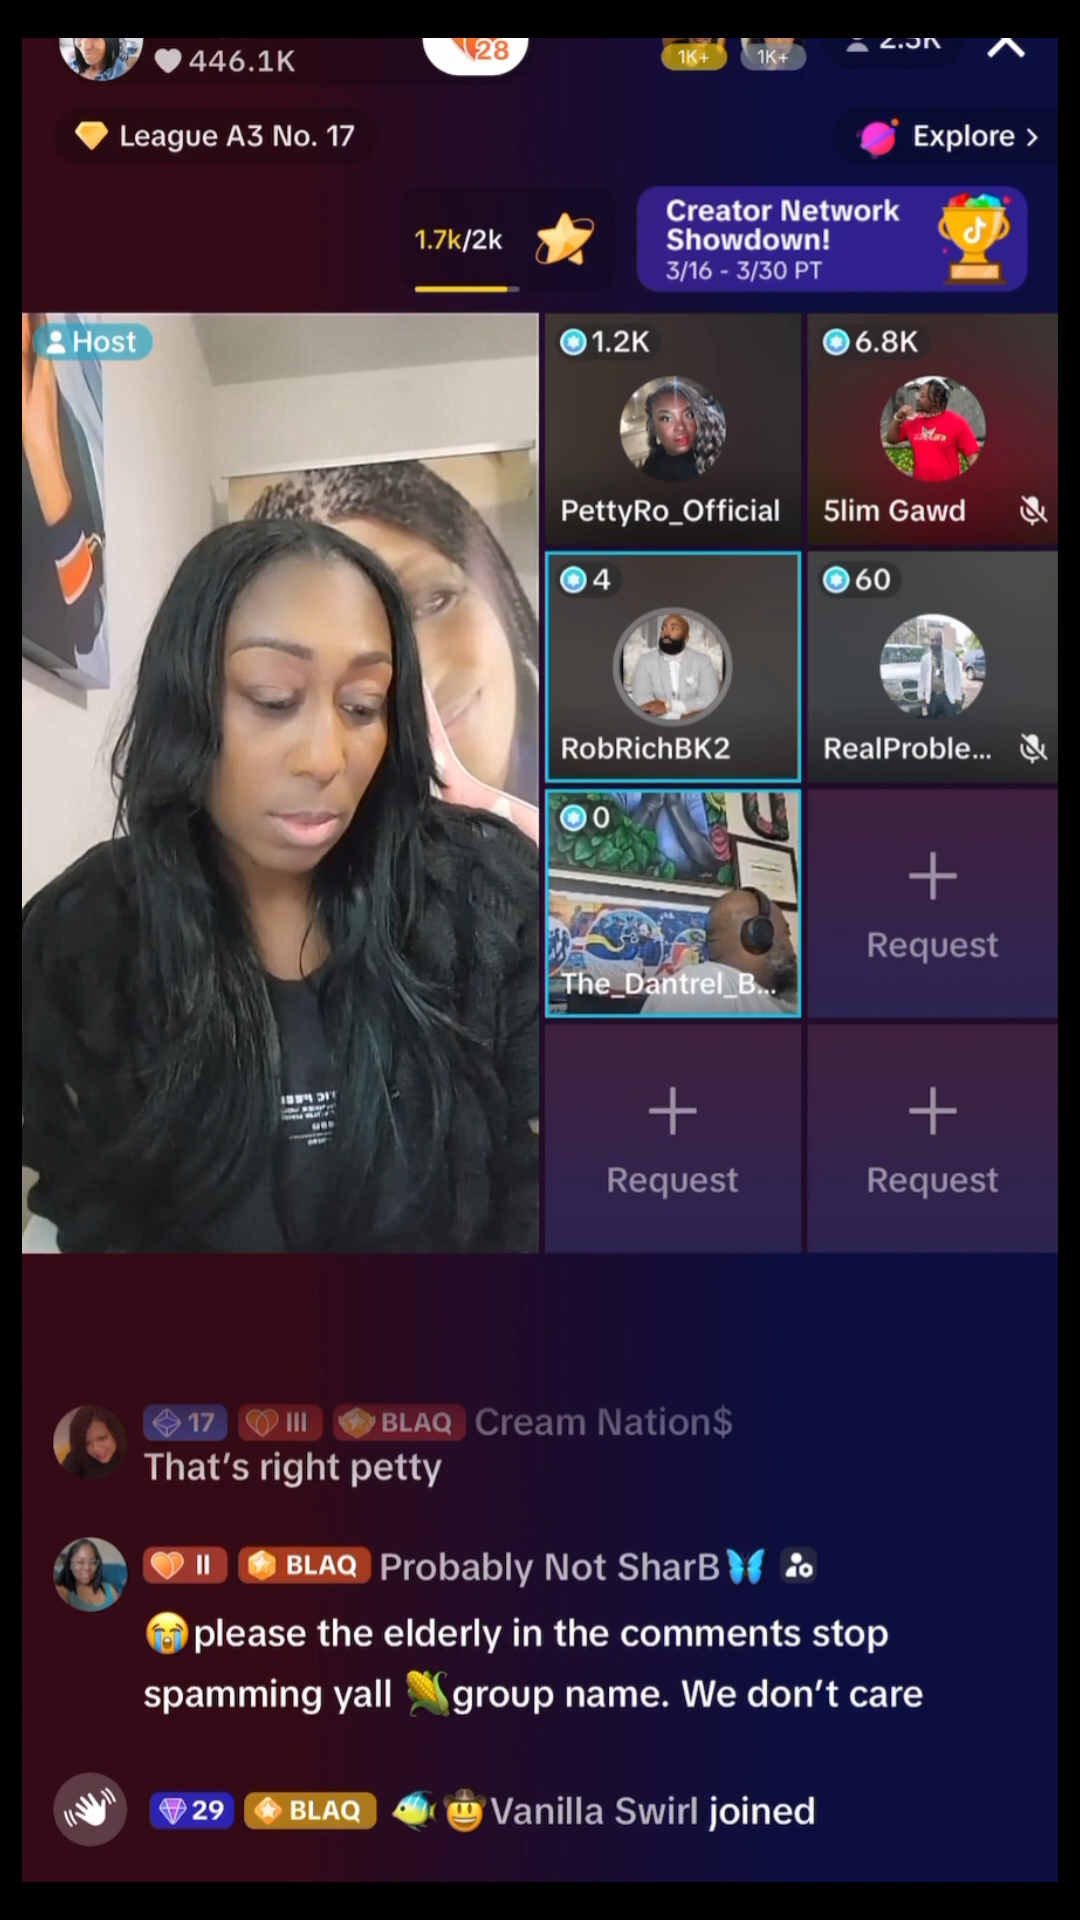 446.1K
28
1K+
1K+
2.3K
League A3 No. 17
Explore >
1.7k/2k
Creator Network
Showdown!
3/16 - 3/30 PT
Host
1.2K
PettyRo_Official
6.8K
5lim Gawd
4
RobRichBK2
60
RealProble...
0
The_Dantrel_B...
Request
Request
Request
17 III BLAQ Cream Nation$
That's right petty
II BLAQ Probably Not SharB🦋
😭please the elderly in the comments stop
spamming yall 🌽group name. We don't care
29 BLAQ 🐠🤠Vanilla Swirl joined